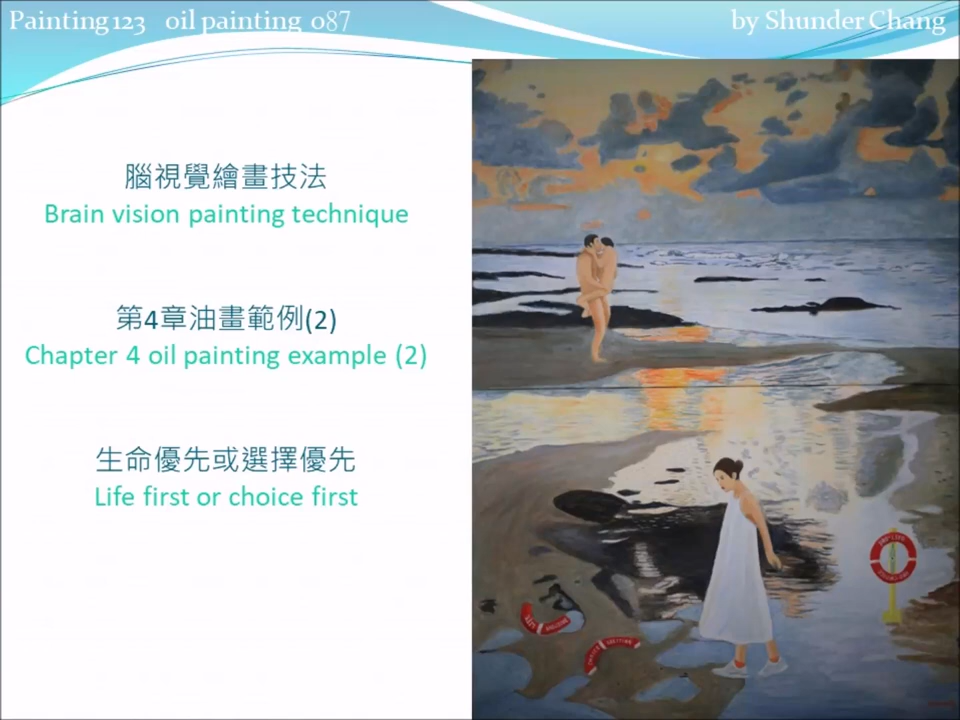 Painting 123 oil painting 087
by Shunder Chang
腦視覺繪畫技法
Brain vision painting technique
第4章油畫範例(2)
Chapter 4 oil painting example (2)
生命優先或選擇優先
Life first or choice first